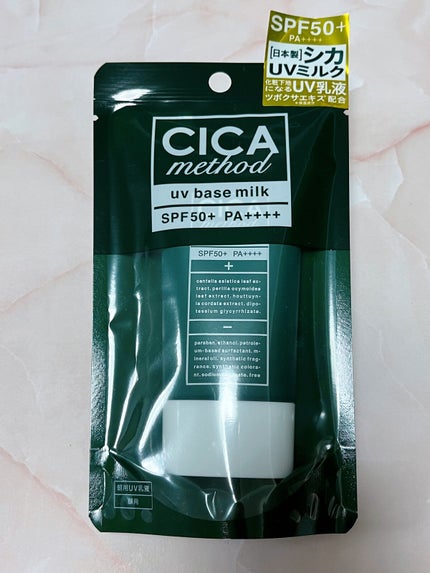 SPF50+
PA++++
[日本製]シカ
UVミルク
化粧下地
になるUV乳液
ツボクサエキス 配合
CICA
method
uv base milk
SPF50+ PA++++
SPF50+ PA++++
+
centella asiatica leaf ex-
tract, perilla ocymoides
leaf extract, houttuyn-
ia cordata extract, dipo-
tassium glycyrrhizate.
−
paraben, ethanol, petrole-
um-based surfactant, m-
ineral oil, synthetic frag-
rance, synthetic colora-
nt, sodium free
朝用UV乳液
顔用